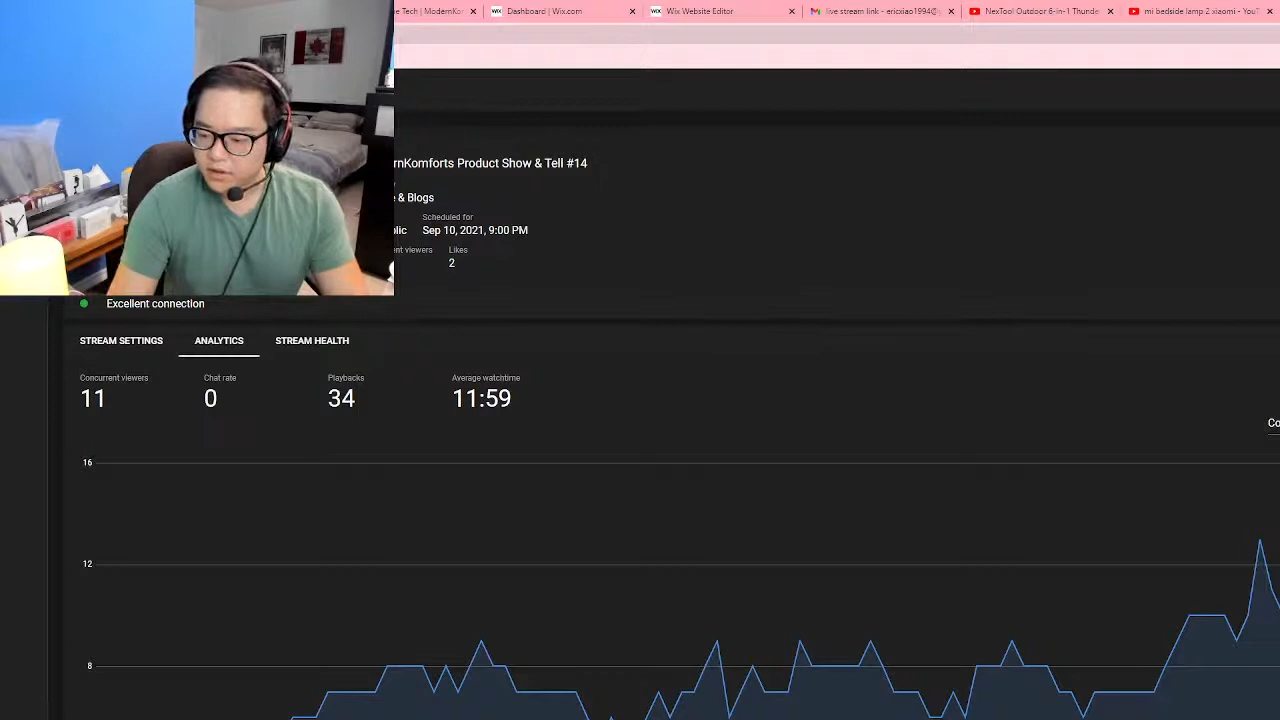 e Tech | ModernKor
Dashboard | Wix.com
Wix Website Editor
live stream link - ericxiao1994@g
NexTool Outdoor 6-in-1 Thunde
mi bedside lamp 2 xiaomi - YouT
rnKomforts Product Show & Tell #14
e & Blogs
Scheduled for
blic Sep 10, 2021, 9:00 PM
ent viewers Likes
2
Excellent connection
STREAM SETTINGS ANALYTICS STREAM HEALTH
Concurrent viewers Chat rate Playbacks Average watchtime
11 0 34 11:59
Co
16
12
8